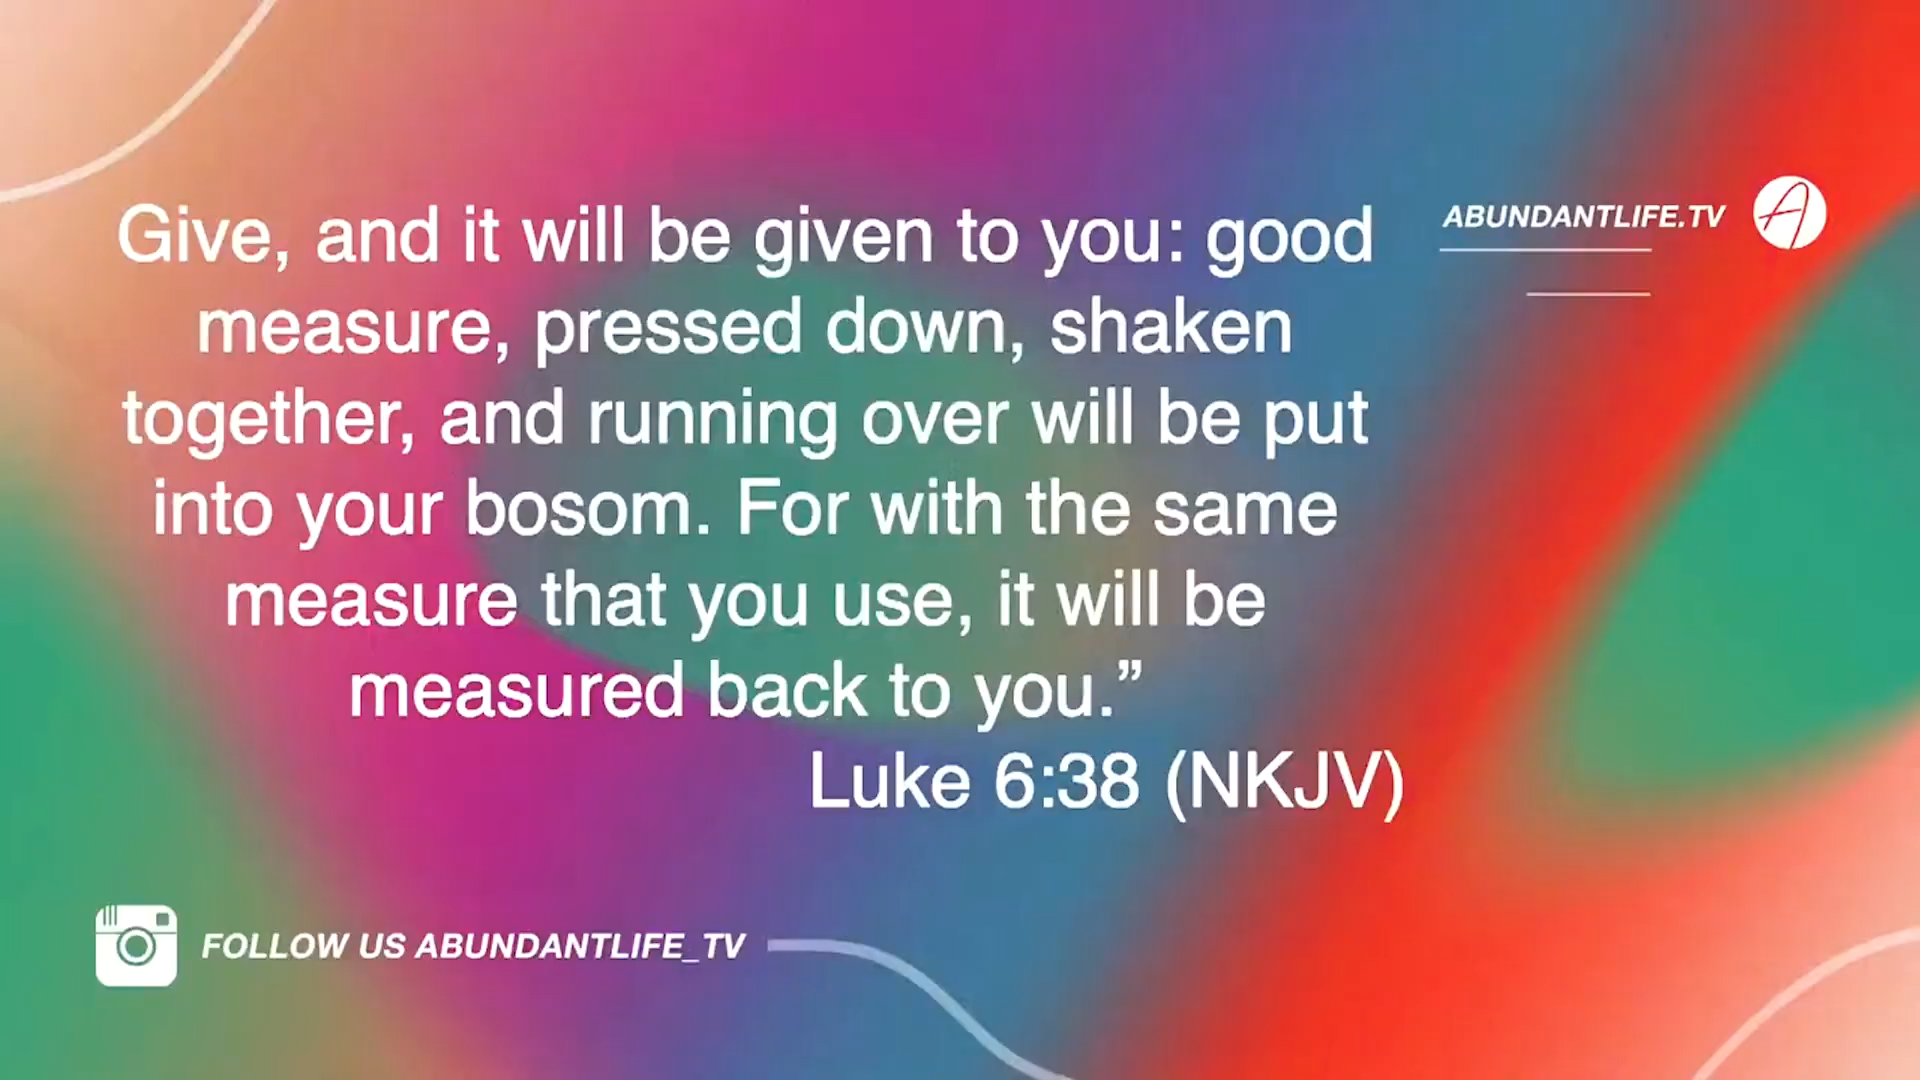 Give, and it will be given to you: good
measure, pressed down, shaken
together, and running over will be put
into your bosom. For with the same
measure that you use, it will be
measured back to you.”
Luke 6:38 (NKJV)
ABUNDANTLIFE.TV
A
FOLLOW US ABUNDANTLIFE_TV